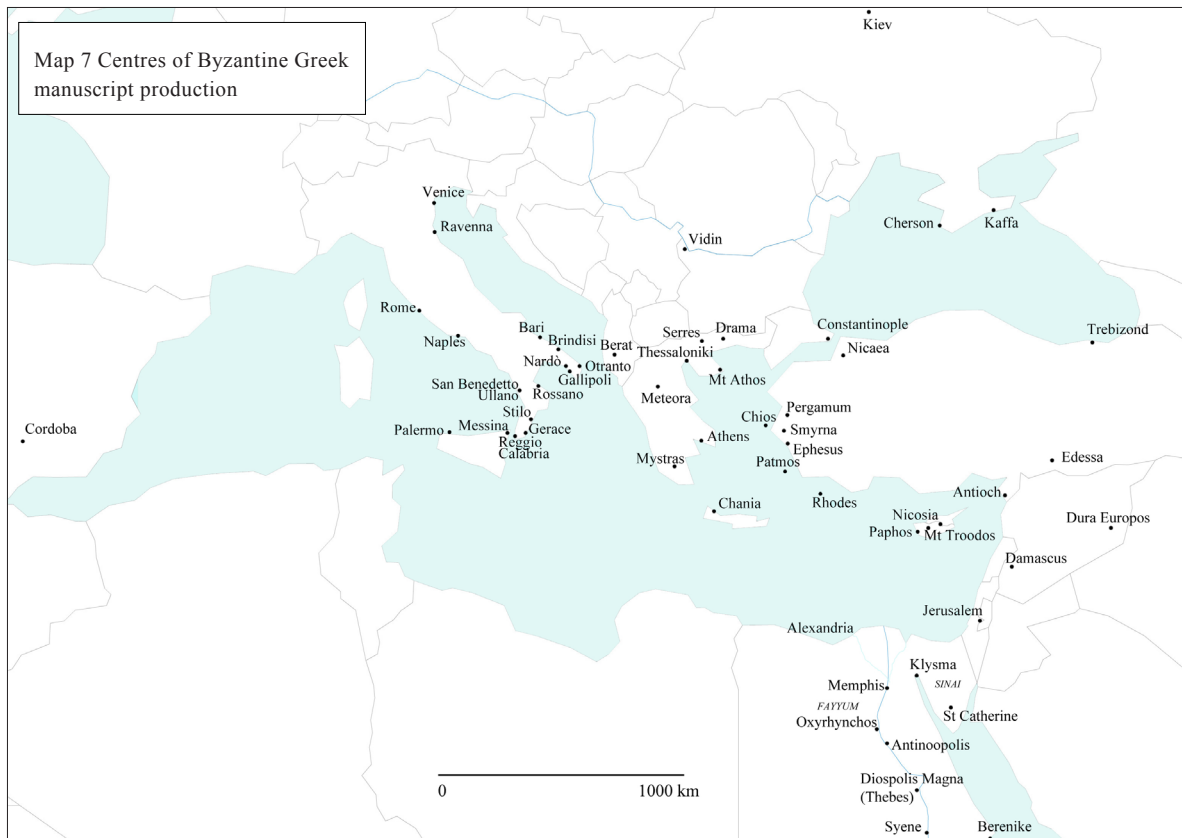 Map 7 Centres of Byzantine Greek
manuscript production
Kiev
Venice
Ravenna
Vidin
Cherson
Kaffa
Rome
Naples
Bari
Brindisi
Berat
Serres
Drama
Thessaloniki
Constantinople
Nicaea
Trebizond
Nardò
Otranto
Gallipoli
Mt Athos
San Benedetto
Ullano
Rossano
Meteora
Stilo
Pergamum
Chios
Smyrna
Cordoba
Palermo
Messina
Gerace
Reggio
Calabria
Athens
Ephesus
Mystras
Patmos
Edessa
Chania
Rhodes
Antioch
Nicosia
Paphos
Mt Troodos
Dura Europos
Damascus
Jerusalem
Alexandria
Klysma
SINAI
Memphis
FAYYUM
Oxyrhynchos
St Catherine
Antinoopolis
Diospolis Magna
(Thebes)
0
1000 km
Syene
Berenike